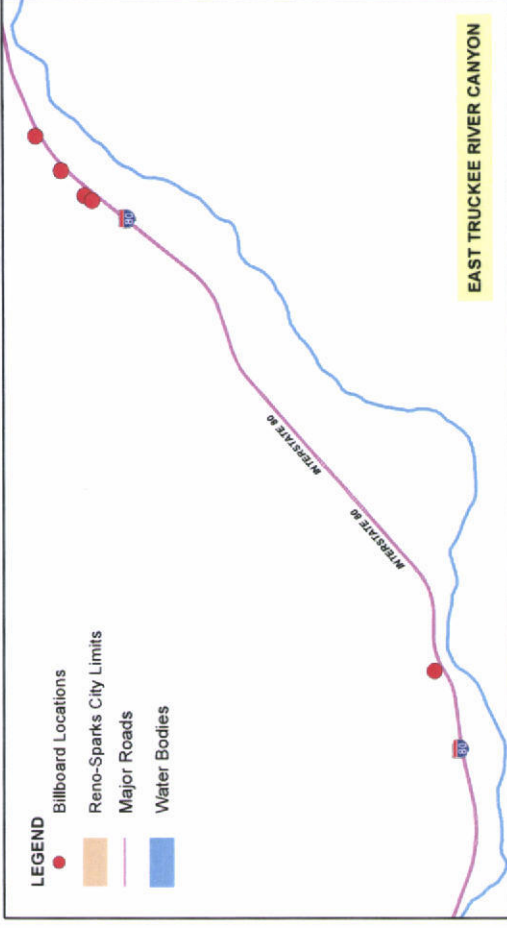 LEGEND
Billboard Locations
Reno-Sparks City Limits
Major Roads
Water Bodies
80
INTERSTATE 80
INTERSTATE 80
80
EAST TRUCKEE RIVER CANYON